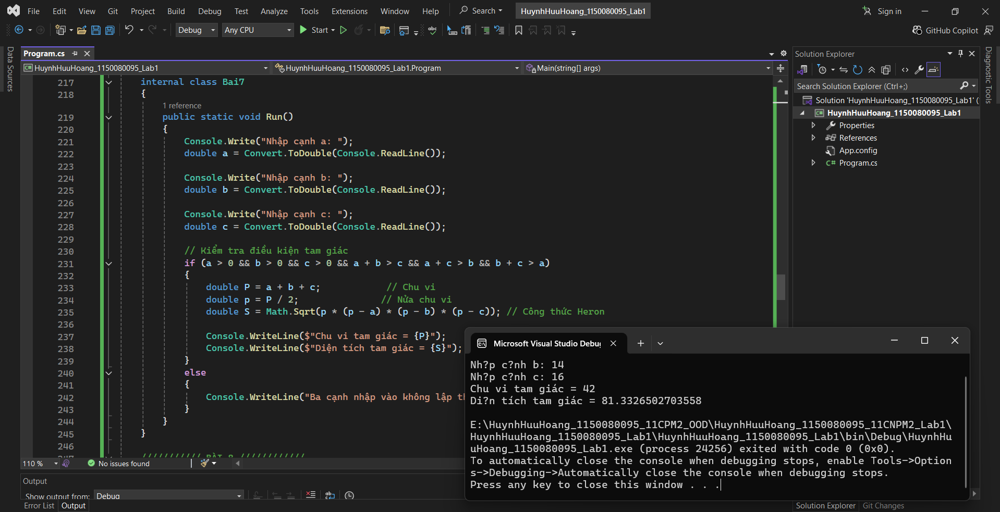 File Edit View Git Project Build Debug Test Analyze Tools Extensions Window Help Search HuynhHuuHoang_1150080095_Lab1 Sign in
Debug Any CPU Start GitHub Copilot
Data Sources
Program.cs
HuynhHuuHoang_1150080095_Lab1 HuynhHuuHoang_1150080095_Lab1.Program Main(string[] args)
217 internal class Bai7
218 {
1 reference
219 public static void Run()
220 {
221 Console.Write("Nhập cạnh a: ");
222 double a = Convert.ToDouble(Console.ReadLine());
223
224 Console.Write("Nhập cạnh b: ");
225 double b = Convert.ToDouble(Console.ReadLine());
226
227 Console.Write("Nhập cạnh c: ");
228 double c = Convert.ToDouble(Console.ReadLine());
229
230 // Kiểm tra điều kiện tam giác
231 if (a > 0 && b > 0 && c > 0 && a + b > c && a + c > b && b + c > a)
232 {
233 double P = a + b + c; // Chu vi
234 double p = P / 2; // Nửa chu vi
235 double S = Math.Sqrt(p * (p - a) * (p - b) * (p - c)); // Công thức Heron
236
237 Console.WriteLine($"Chu vi tam giác = {P}");
238 Console.WriteLine($"Diện tích tam giác = {S}");
239 }
240 else
241 {
242 Console.WriteLine("Ba cạnh nhập vào không lập th
243 }
244 }
245 }
246
247 /////////// BÀI 8 ////////////
110 % No issues found
Output
Show output from: Debug
Error List Output
Microsoft Visual Studio Debug
Nh?p c?nh b: 14
Nh?p c?nh c: 16
Chu vi tam giác = 42
Di?n tích tam giác = 81.3326502703558
E:\HuynhHuuHoang_1150080095_11CPM2_OOD\HuynhHuuHoang_1150080095_11CNPM2_Lab1\
HuynhHuuHoang_1150080095_Lab1\HuynhHuuHoang_1150080095_Lab1\bin\Debug\HuynhHu
uHoang_1150080095_Lab1.exe (process 24256) exited with code 0 (0x0).
To automatically close the console when debugging stops, enable Tools->Option
s->Debugging->Automatically close the console when debugging stops.
Press any key to close this window . . .
Solution Explorer
Search Solution Explorer (Ctrl+;)
Solution 'HuynhHuuHoang_1150080095_Lab1' (
HuynhHuuHoang_1150080095_Lab1
Properties
References
App.config
C# Program.cs
Solution Explorer Git Changes
Diagnostic Tools